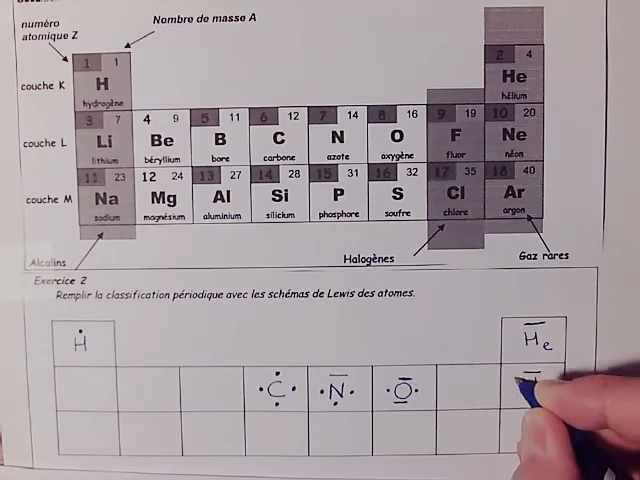 numéro
atomique Z
Nombre de masse A
1 1
2 4
couche K
H
He
hydrogène
hélium
3 7 4 9 5 11 6 12 7 14 8 16 9 19 10 20
couche L
Li Be B C N O F Ne
lithium béryllium bore carbone azote oxygène fluor néon
11 23 12 24 13 27 14 28 15 31 16 32 17 35 18 40
couche M
Na Mg Al Si P S Cl Ar
sodium magnésium aluminium silicium phosphore soufre chlore argon
Alcalins
Halogènes
Gaz rares
Exercice 2
Remplir la classification périodique avec les schémas de Lewis des atomes.
H He
C N O